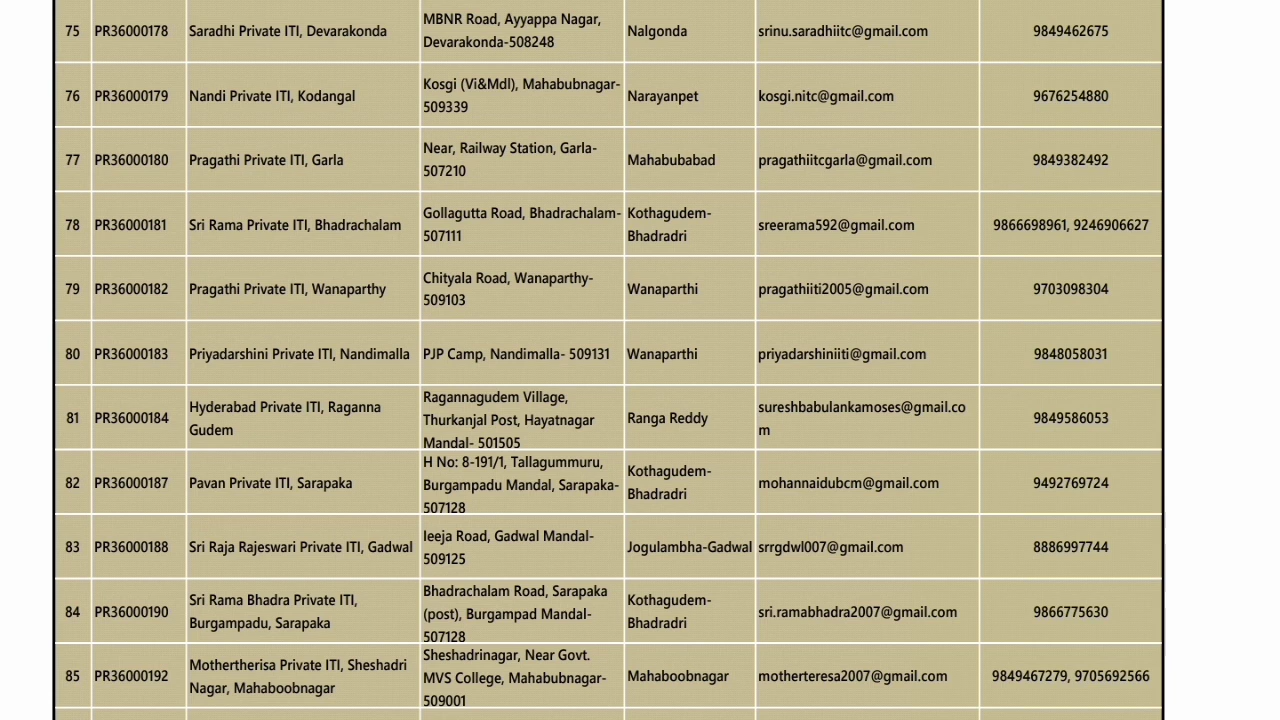 75 PR36000178 Saradhi Private ITI, Devarakonda MBNR Road, Ayyappa Nagar, Devarakonda-508248 Nalgonda srinu.saradhiitc@gmail.com 9849462675
76 PR36000179 Nandi Private ITI, Kodangal Kosgi (Vi&Mdl), Mahabubnagar-509339 Narayanpet kosgi.nitc@gmail.com 9676254880
77 PR36000180 Pragathi Private ITI, Garla Near, Railway Station, Garla-507210 Mahabubabad pragathiitcgarla@gmail.com 9849382492
78 PR36000181 Sri Rama Private ITI, Bhadrachalam Gollagutta Road, Bhadrachalam-507111 Kothagudem-Bhadradri sreerama592@gmail.com 9866698961, 9246906627
79 PR36000182 Pragathi Private ITI, Wanaparthy Chityala Road, Wanaparthy-509103 Wanaparthi pragathiiti2005@gmail.com 9703098304
80 PR36000183 Priyadarshini Private ITI, Nandimalla PJP Camp, Nandimalla- 509131 Wanaparthi priyadarshiniiti@gmail.com 9848058031
81 PR36000184 Hyderabad Private ITI, Raganna Gudem Ragannagudem Village, Thurkanjal Post, Hayatnagar Mandal- 501505 Ranga Reddy sureshbabulankamoses@gmail.com 9849586053
82 PR36000187 Pavan Private ITI, Sarapaka H No: 8-191/1, Tallagummuru, Burgampadu Mandal, Sarapaka-507128 Kothagudem-Bhadradri mohannaidubcm@gmail.com 9492769724
83 PR36000188 Sri Raja Rajeswari Private ITI, Gadwal Ieeja Road, Gadwal Mandal-509125 Jogulambha-Gadwal srrgdwl007@gmail.com 8886997744
84 PR36000190 Sri Rama Bhadra Private ITI, Burgampadu, Sarapaka Bhadrachalam Road, Sarapaka (post), Burgampad Mandal-507128 Kothagudem-Bhadradri sri.ramabhadra2007@gmail.com 9866775630
85 PR36000192 Mothertherisa Private ITI, Sheshadri Nagar, Mahaboobnagar Sheshadrinagar, Near Govt. MVS College, Mahabubnagar-509001 Mahaboobnagar motherteresa2007@gmail.com 9849467279, 9705692566